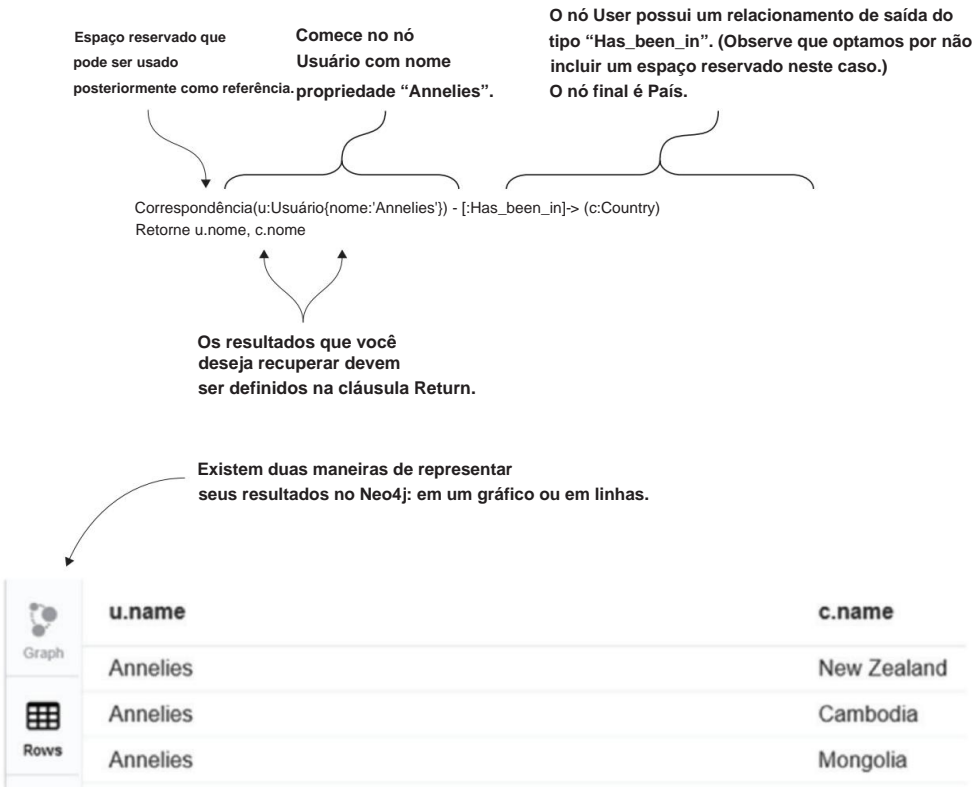 Espaço reservado que
pode ser usado
posteriormente como referência.
Comece no nó
Usuário com nome
propriedade “Annelies”.
O nó User possui um relacionamento de saída do
tipo “Has_been_in”. (Observe que optamos por não
incluir um espaço reservado neste caso.)
O nó final é País.
Correspondência(u:Usuário{nome:'Annelies'}) - [:Has_been_in]-> (c:Country)
Retorne u.nome, c.nome
Os resultados que você
deseja recuperar devem
ser definidos na cláusula Return.
Existem duas maneiras de representar
seus resultados no Neo4j: em um gráfico ou em linhas.
Graph
Rows
u.name c.name
Annelies New Zealand
Annelies Cambodia
Annelies Mongolia